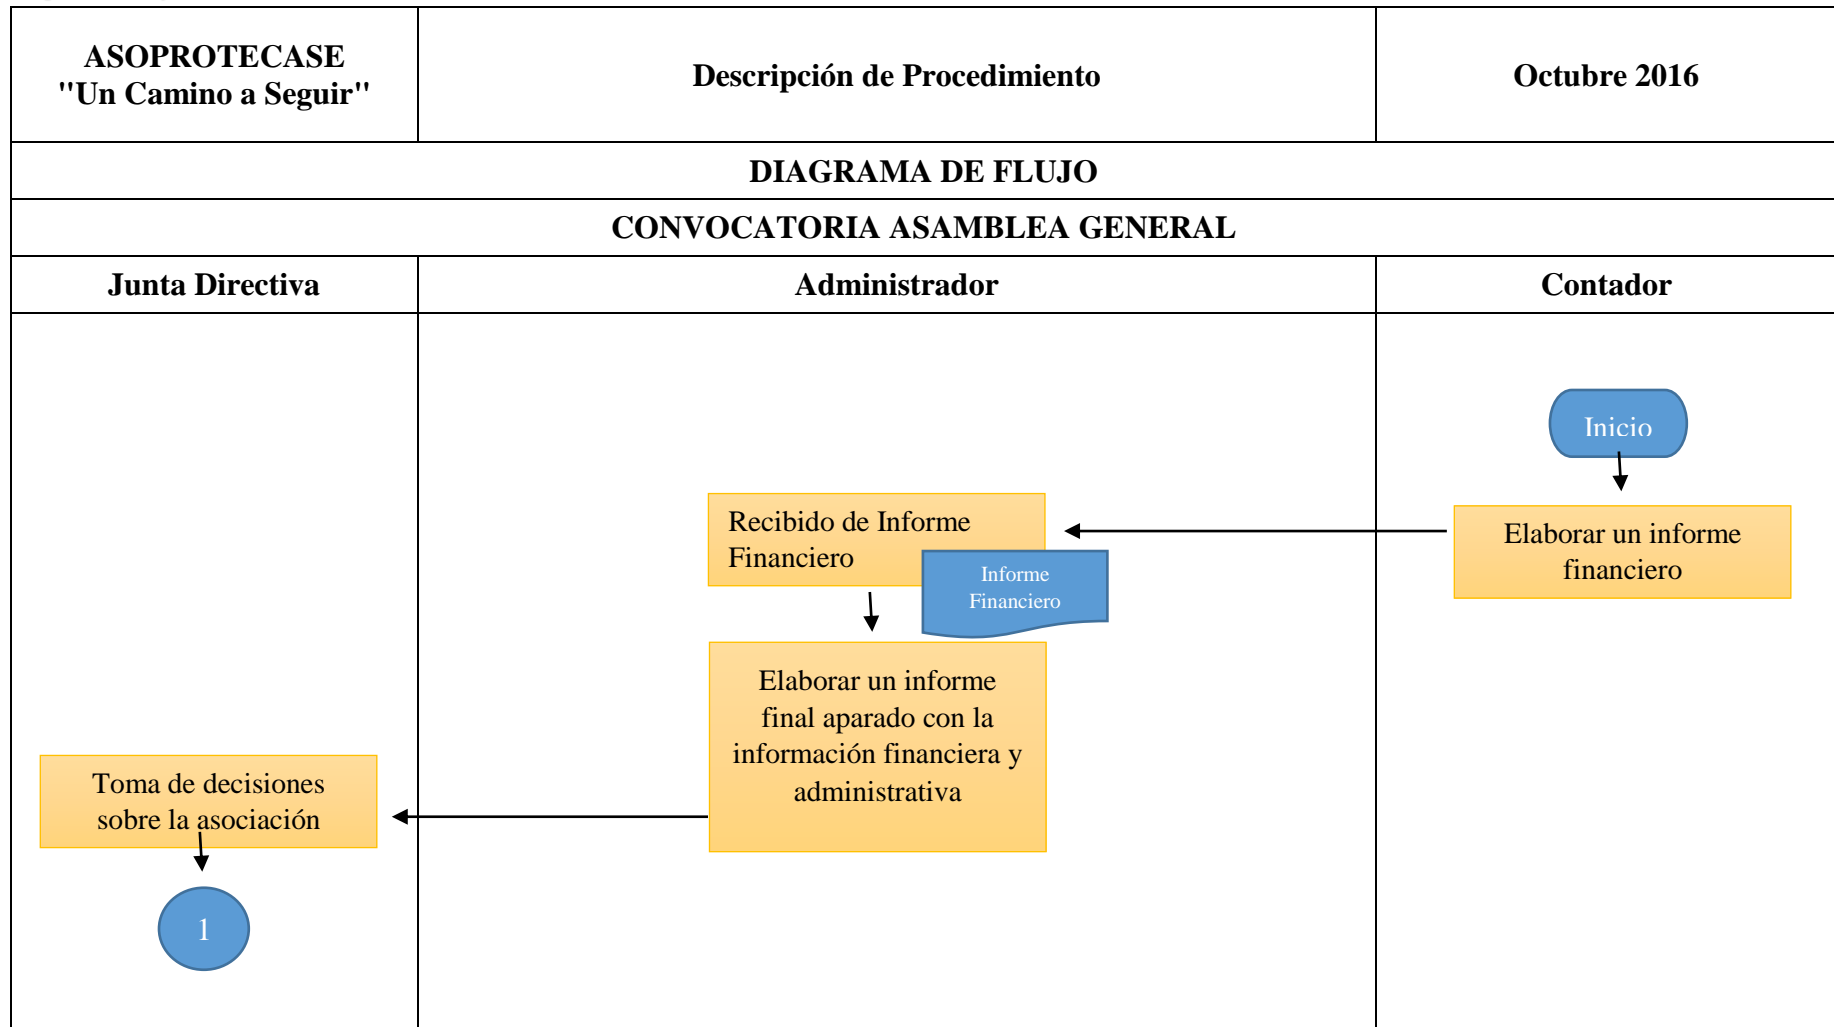 ASOPROTECASE
"Un Camino a Seguir"
Descripción de Procedimiento
Octubre 2016
DIAGRAMA DE FLUJO
CONVOCATORIA ASAMBLEA GENERAL
Junta Directiva
Administrador
Contador
Inicio
Elaborar un informe
financiero
Recibido de Informe
Financiero
Informe
Financiero
Elaborar un informe
final aparado con la
información financiera y
administrativa
Toma de decisiones
sobre la asociación
1